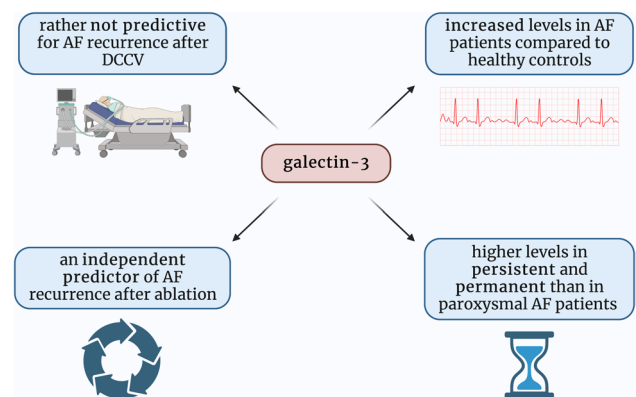 rather not predictive
for AF recurrence after
DCCV
increased levels in AF
patients compared to
healthy controls
galectin-3
an independent
predictor of AF
recurrence after ablation
higher levels in
persistent and
permanent than in
paroxysmal AF patients